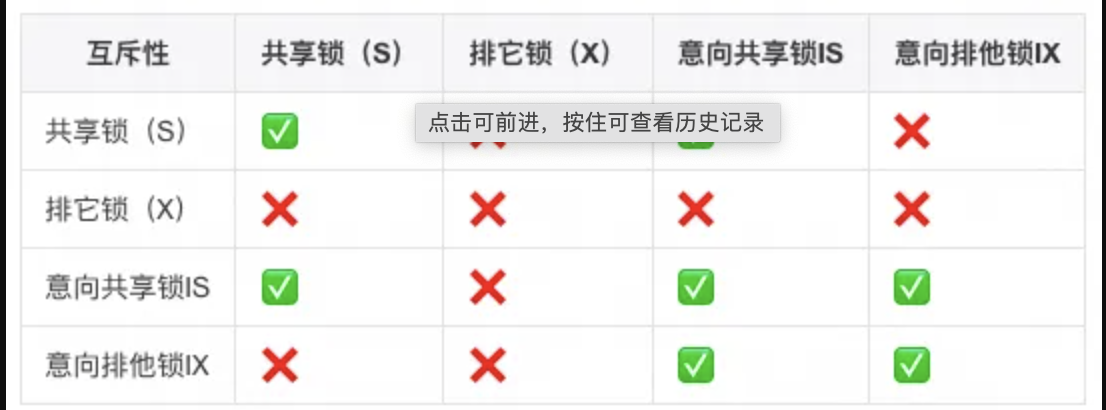 互斥性 共享锁（S） 排它锁（X） 意向共享锁IS 意向排他锁IX
共享锁（S） ✅ ❌ ✅ ❌
点击可前进，按住可查看历史记录
排它锁（X） ❌ ❌ ❌ ❌
意向共享锁IS ✅ ❌ ✅ ✅
意向排他锁IX ❌ ❌ ✅ ✅